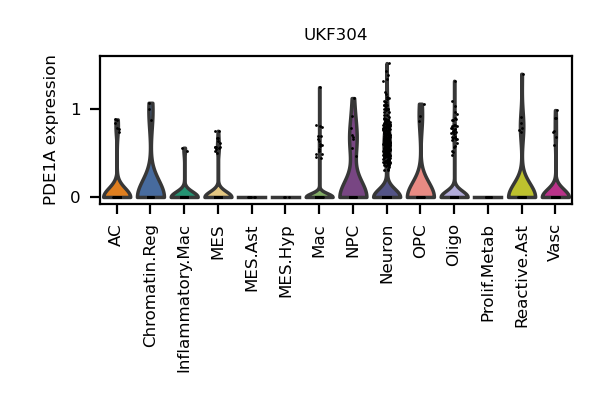 UKF304
PDE1A expression
1
0
AC
Chromatin.Reg
Inflammatory.Mac
MES
MES.Ast
MES.Hyp
Mac
NPC
Neuron
OPC
Oligo
Prolif.Metab
Reactive.Ast
Vasc